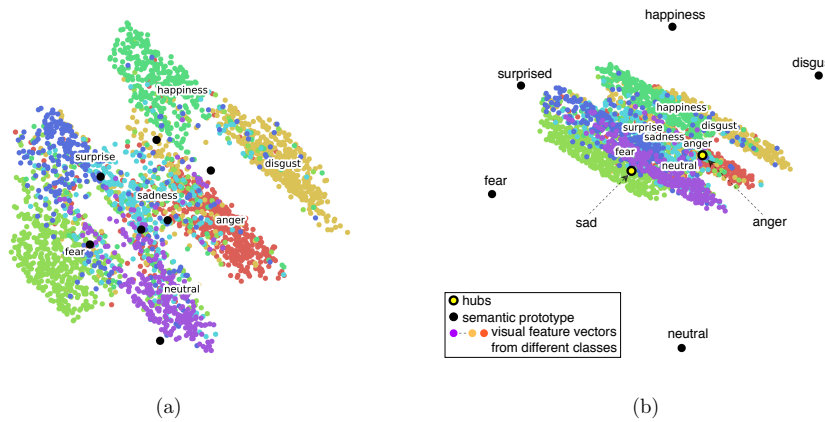 happiness
surprise
disgust
sadness
anger
fear
neutral
(a)
happiness
disgu
surprised
happiness
surprise
disgust
sadness
anger
fear
neutral
fear
sad
anger
hubs
semantic prototype
visual feature vectors
from different classes
neutral
(b)